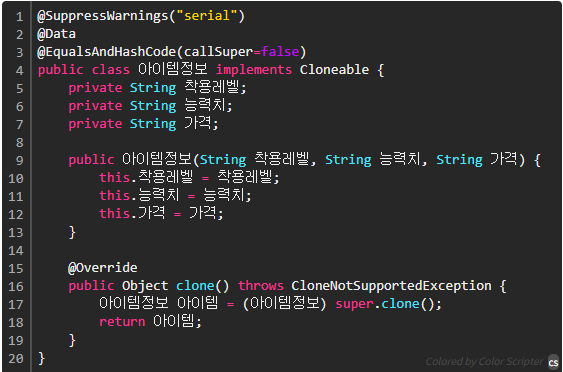 1 @SuppressWarnings("serial")
2 @Data
3 @EqualsAndHashCode(callSuper=false)
4 public class 아이템정보 implements Cloneable {
5     private String 착용레벨;
6     private String 능력치;
7     private String 가격;
8
9     public 아이템정보(String 착용레벨, String 능력치, String 가격) {
10         this.착용레벨 = 착용레벨;
11         this.능력치 = 능력치;
12         this.가격 = 가격;
13     }
14
15     @Override
16     public Object clone() throws CloneNotSupportedException {
17         아이템정보 아이템 = (아이템정보) super.clone();
18         return 아이템;
19     }
20 }
Colored by Color Scripter cs